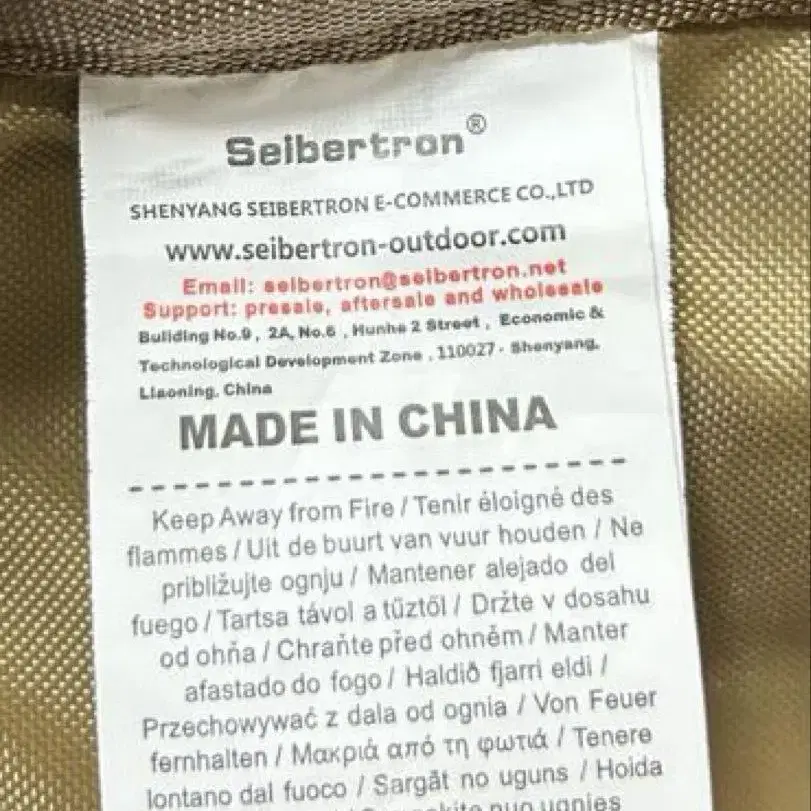 Seibertron®
SHENYANG SEIBERTRON E-COMMERCE CO.,LTD
www.seibertron-outdoor.com
Email: seibertron@seibertron.net
Support: presale, aftersale and wholesale
Building No.9, 2A, No.6 , Hunhe 2 Street , Economic &
Technological Development Zone , 110027 - Shenyang,
Liaoning, China
MADE IN CHINA
Keep Away from Fire / Tenir éloigné des
flammes / Uit de buurt van vuur houden / Ne
približujte ognju / Mantener alejado del
fuego / Tartsa távol a tűztől / Držte v dosahu
od ohňa / Chraňte před ohněm / Manter
afastado do fogo / Haldið fjarri eldi /
Przechowywać z dala od ognia / Von Feuer
fernhalten / Μακριά από τη φωτιά / Tenere
lontano dal fuoco / Sargāt no uguns / Hoida
nuo ugnies